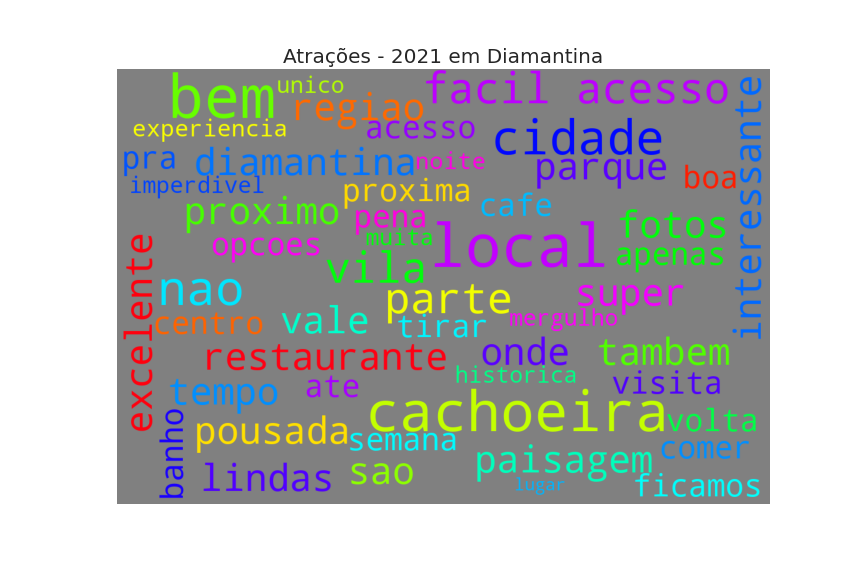 Atrações - 2021 em Diamantina
bem
unico
facil acesso
regiao
experiencia
acesso
cidade
interessante
pra
diamantina
noite
parque
boa
imperdivel
proxima
cafe
proximo
pena
fotos
opcoes
muita
local
apenas
excelente
vila
nao
parte
super
centro
vale
tirar
mergulho
restaurante
onde
tambem
tempo
ate
historica
visita
cachoeira
volta
banho
pousada
semana
comer
paisagem
lindas
sao
lugar
ficamos